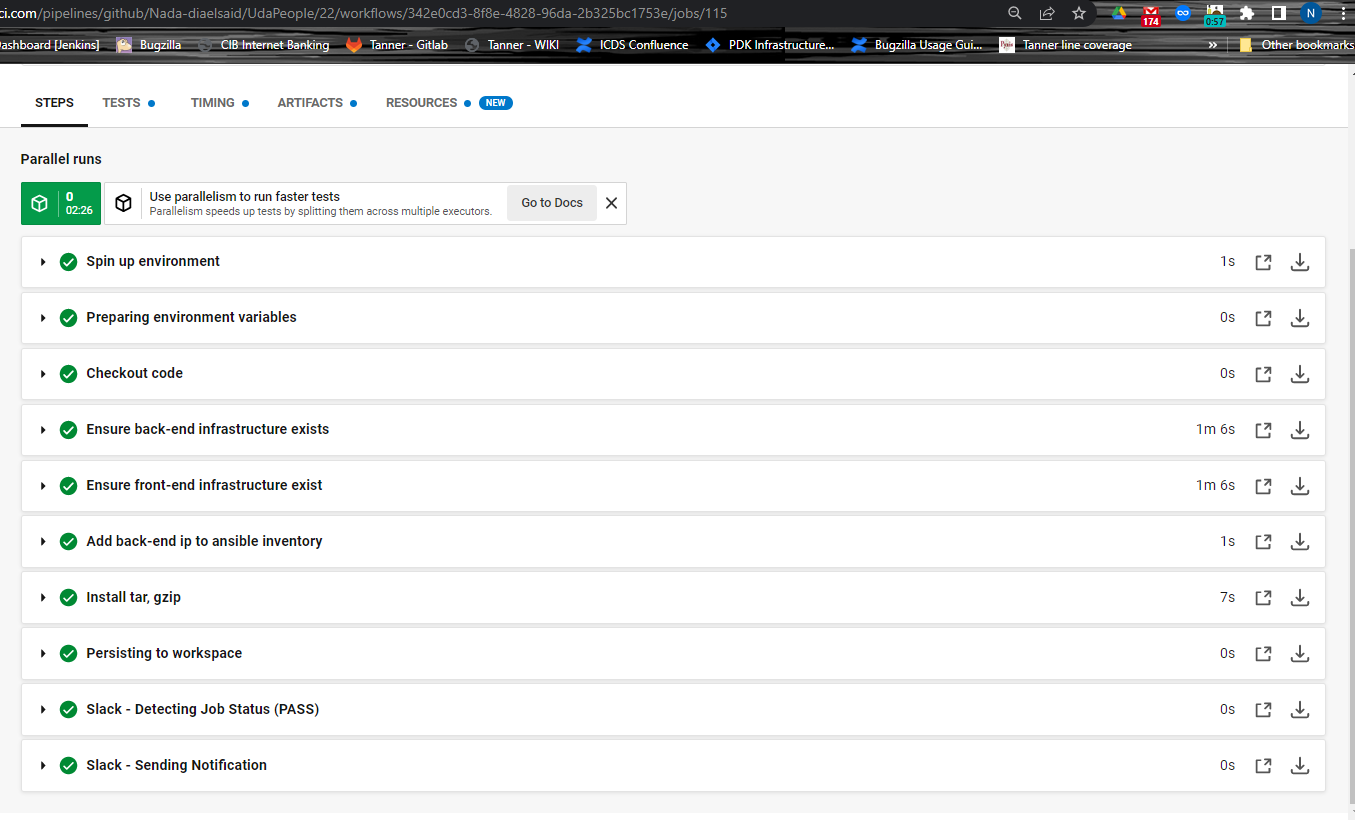 ci.com/pipelines/github/Nada-diaelsaid/UdaPeople/22/workflows/342e0cd3-8f8e-4828-96da-2b325bc1753e/jobs/115
174
0:57
N
ashboard [Jenkins] Bugzilla CIB Internet Banking Tanner - Gitlab Tanner - WIKI ICDS Confluence PDK Infrastructure... Bugzilla Usage Gui... Tanner line coverage » Other bookmarks
STEPS TESTS TIMING ARTIFACTS RESOURCES NEW
Parallel runs
0
02:26
Use parallelism to run faster tests
Parallelism speeds up tests by splitting them across multiple executors.
Go to Docs
Spin up environment 1s
Preparing environment variables 0s
Checkout code 0s
Ensure back-end infrastructure exists 1m 6s
Ensure front-end infrastructure exist 1m 6s
Add back-end ip to ansible inventory 1s
Install tar, gzip 7s
Persisting to workspace 0s
Slack - Detecting Job Status (PASS) 0s
Slack - Sending Notification 0s